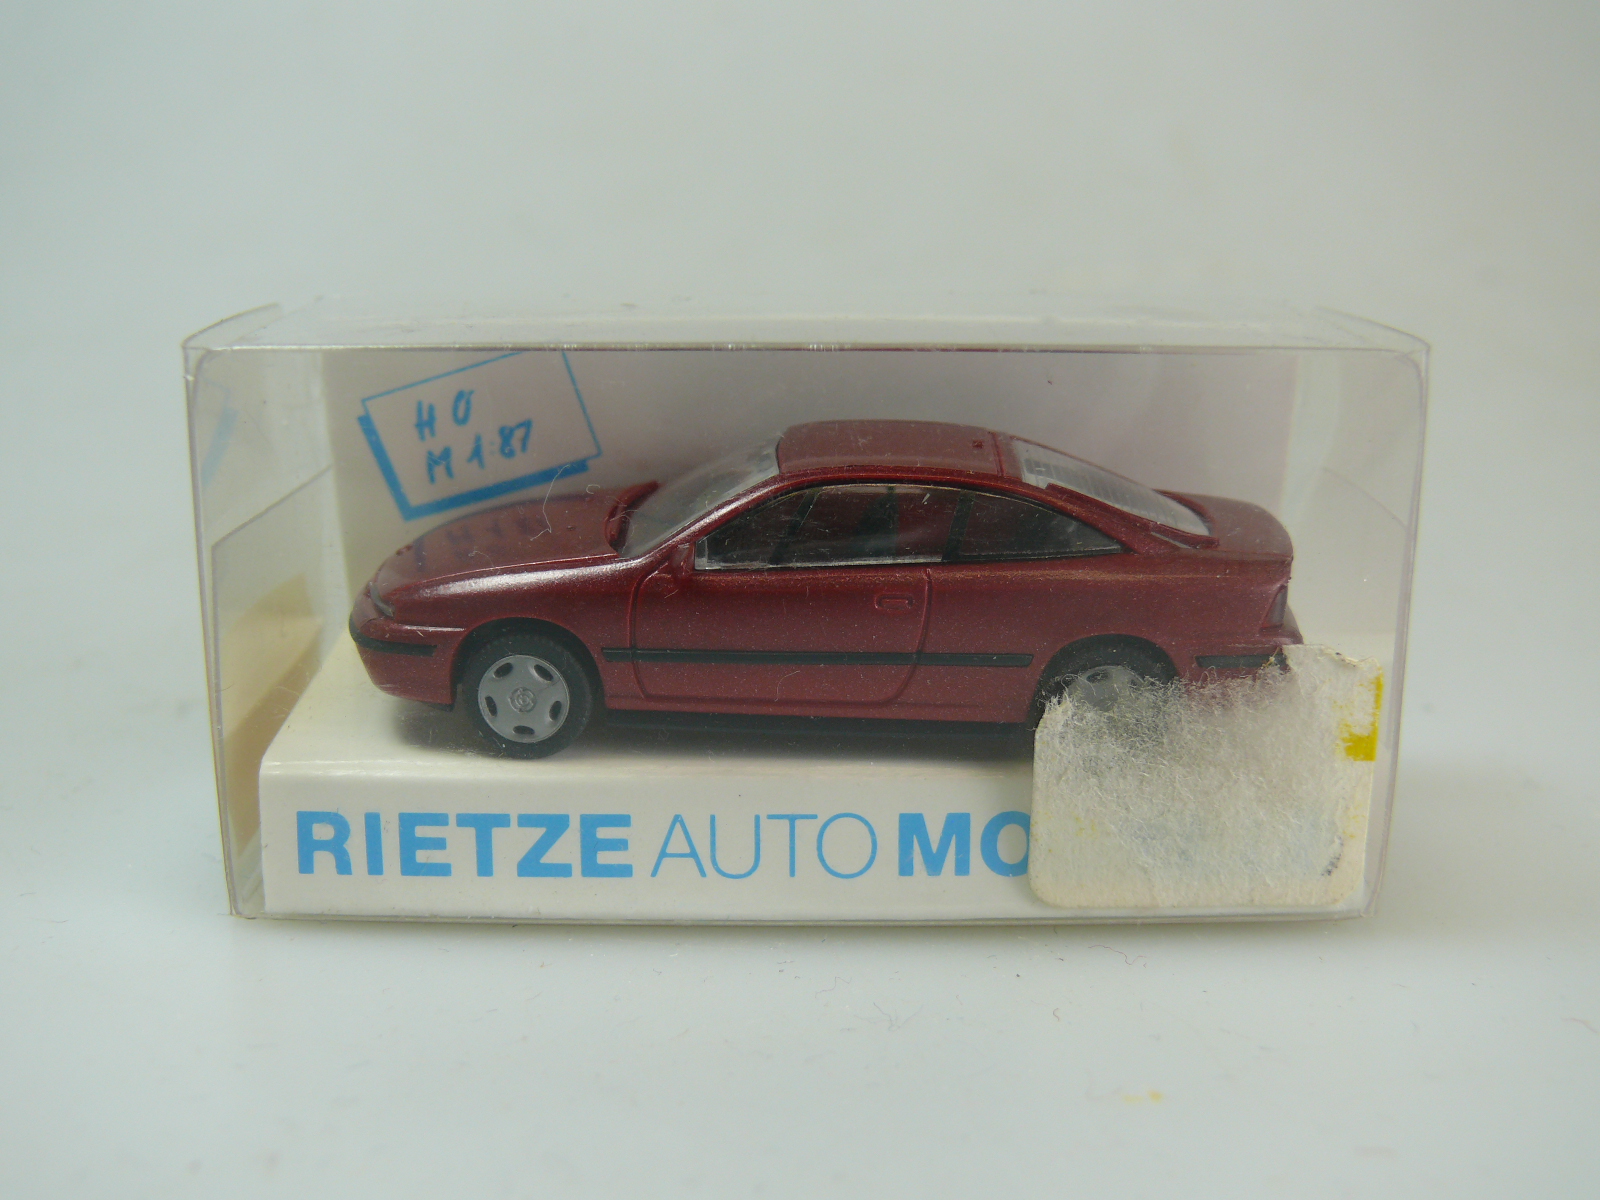 H0
M 1:87
RIETZE AUTO MO